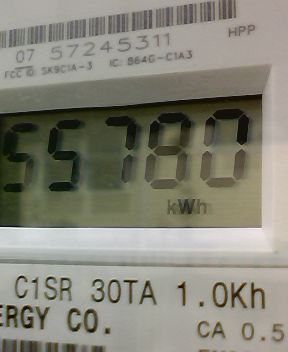 HPP
07 57245311
FCC ID: SK9C1A-3 IC: 864G-C1A3
55780
kWh
C1SR 30TA 1.0Kh
ERGY CO.
CA 0.5